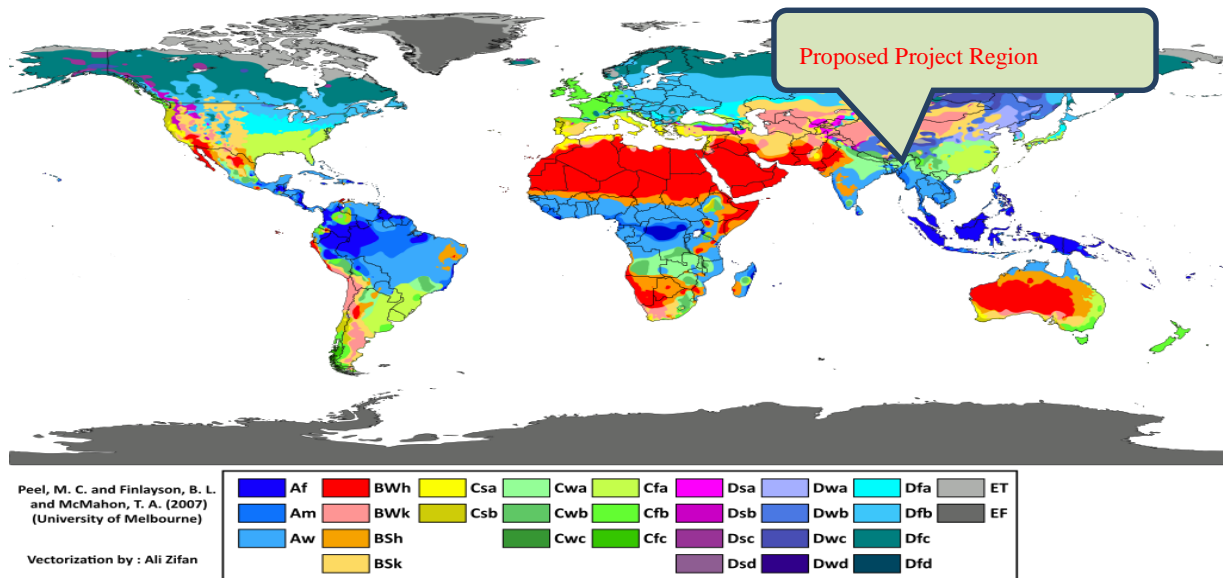 Proposed Project Region
Peel, M. C. and Finlayson, B. L.
and McMahon, T. A. (2007)
(University of Melbourne)
Vectorization by : Ali Zifan
Af BWh Csa Cwa Cfa Dsa Dwa Dfa ET
Am BWk Csb Cwb Cfb Dsb Dwb Dfb EF
Aw BSh Cwc Cfc Dsc Dwc Dfc
BSk Dsd Dwd Dfd